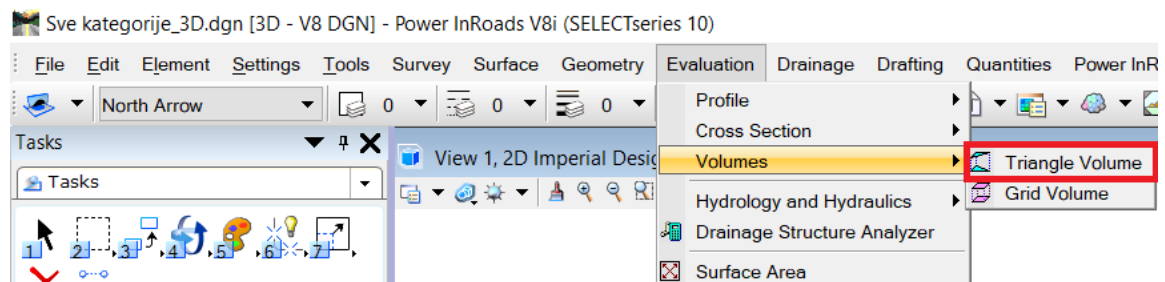 Sve kategorije_3D.dgn [3D - V8 DGN] - Power InRoads V8i (SELECTseries 10)
File Edit Element Settings Tools Survey Surface Geometry Evaluation Drainage Drafting Quantities Power InR
North Arrow 0 0 0
Profile
Cross Section
Tasks
View 1, 2D Imperial Desig
Volumes
Triangle Volume
Tasks
Grid Volume
Hydrology and Hydraulics
Drainage Structure Analyzer
1 2 3 4 5 6 7
Surface Area